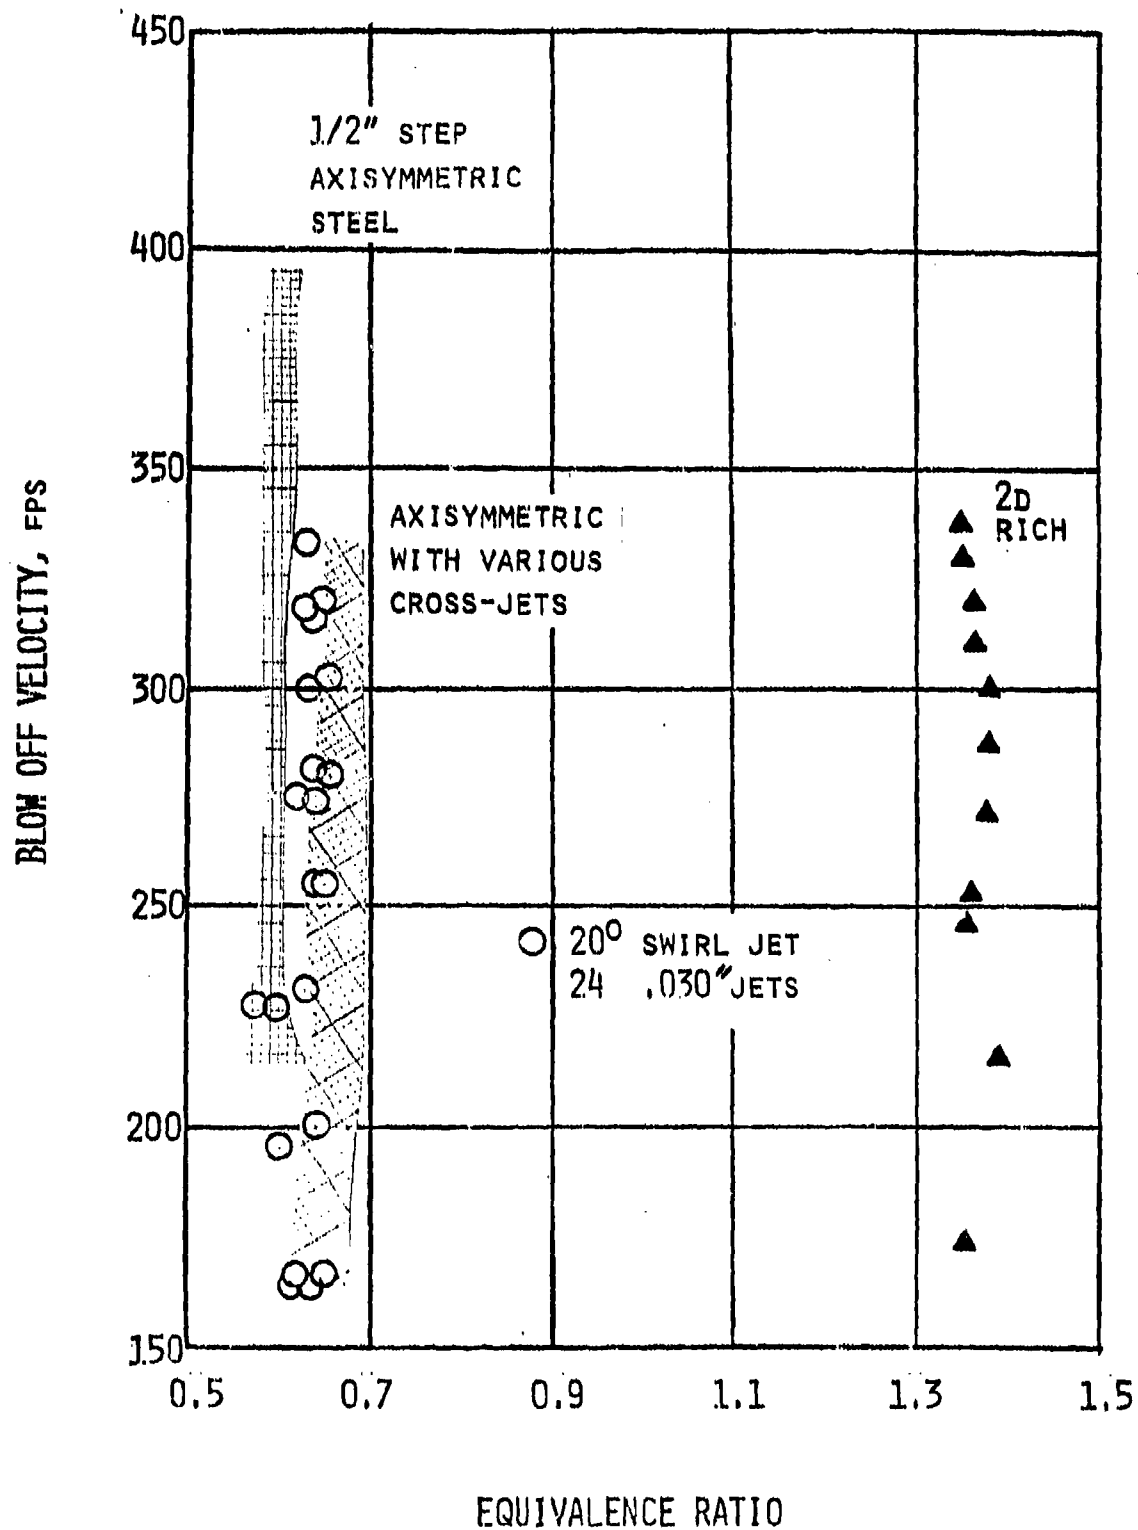 450
1/2" STEP
AXISYMMETRIC
STEEL
400
350
2D
RICH
AXISYMMETRIC
WITH VARIOUS
CROSS-JETS
BLOW OFF VELOCITY, FPS
300
250
20° SWIRL JET
24 .030" JETS
200
150
0.5 0.7 0.9 1.1 1.3 1.5
EQUIVALENCE RATIO